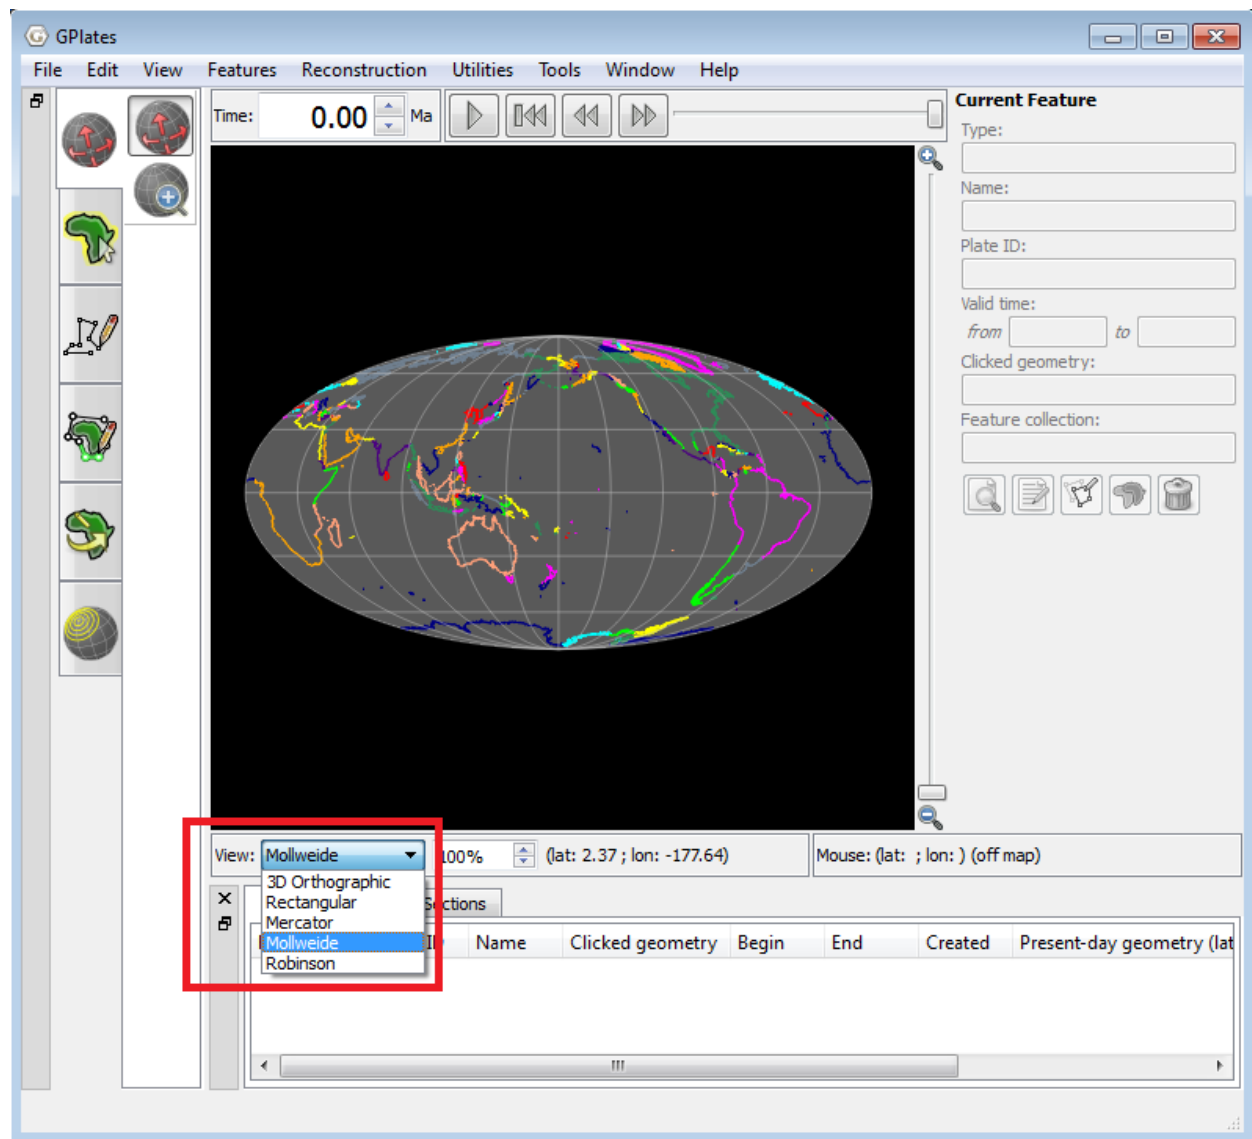 GPlates
File Edit View Features Reconstruction Utilities Tools Window Help
Time: 0.00 Ma
Current Feature
Type:
Name:
Plate ID:
Valid time:
from to
Clicked geometry:
Feature collection:
View: Mollweide 100% (lat: 2.37 ; lon: -177.64) Mouse: (lat: ; lon: ) (off map)
3D Orthographic
Rectangular
Mercator
Mollweide
Robinson
Sections
Name Clicked geometry Begin End Created Present-day geometry (lat